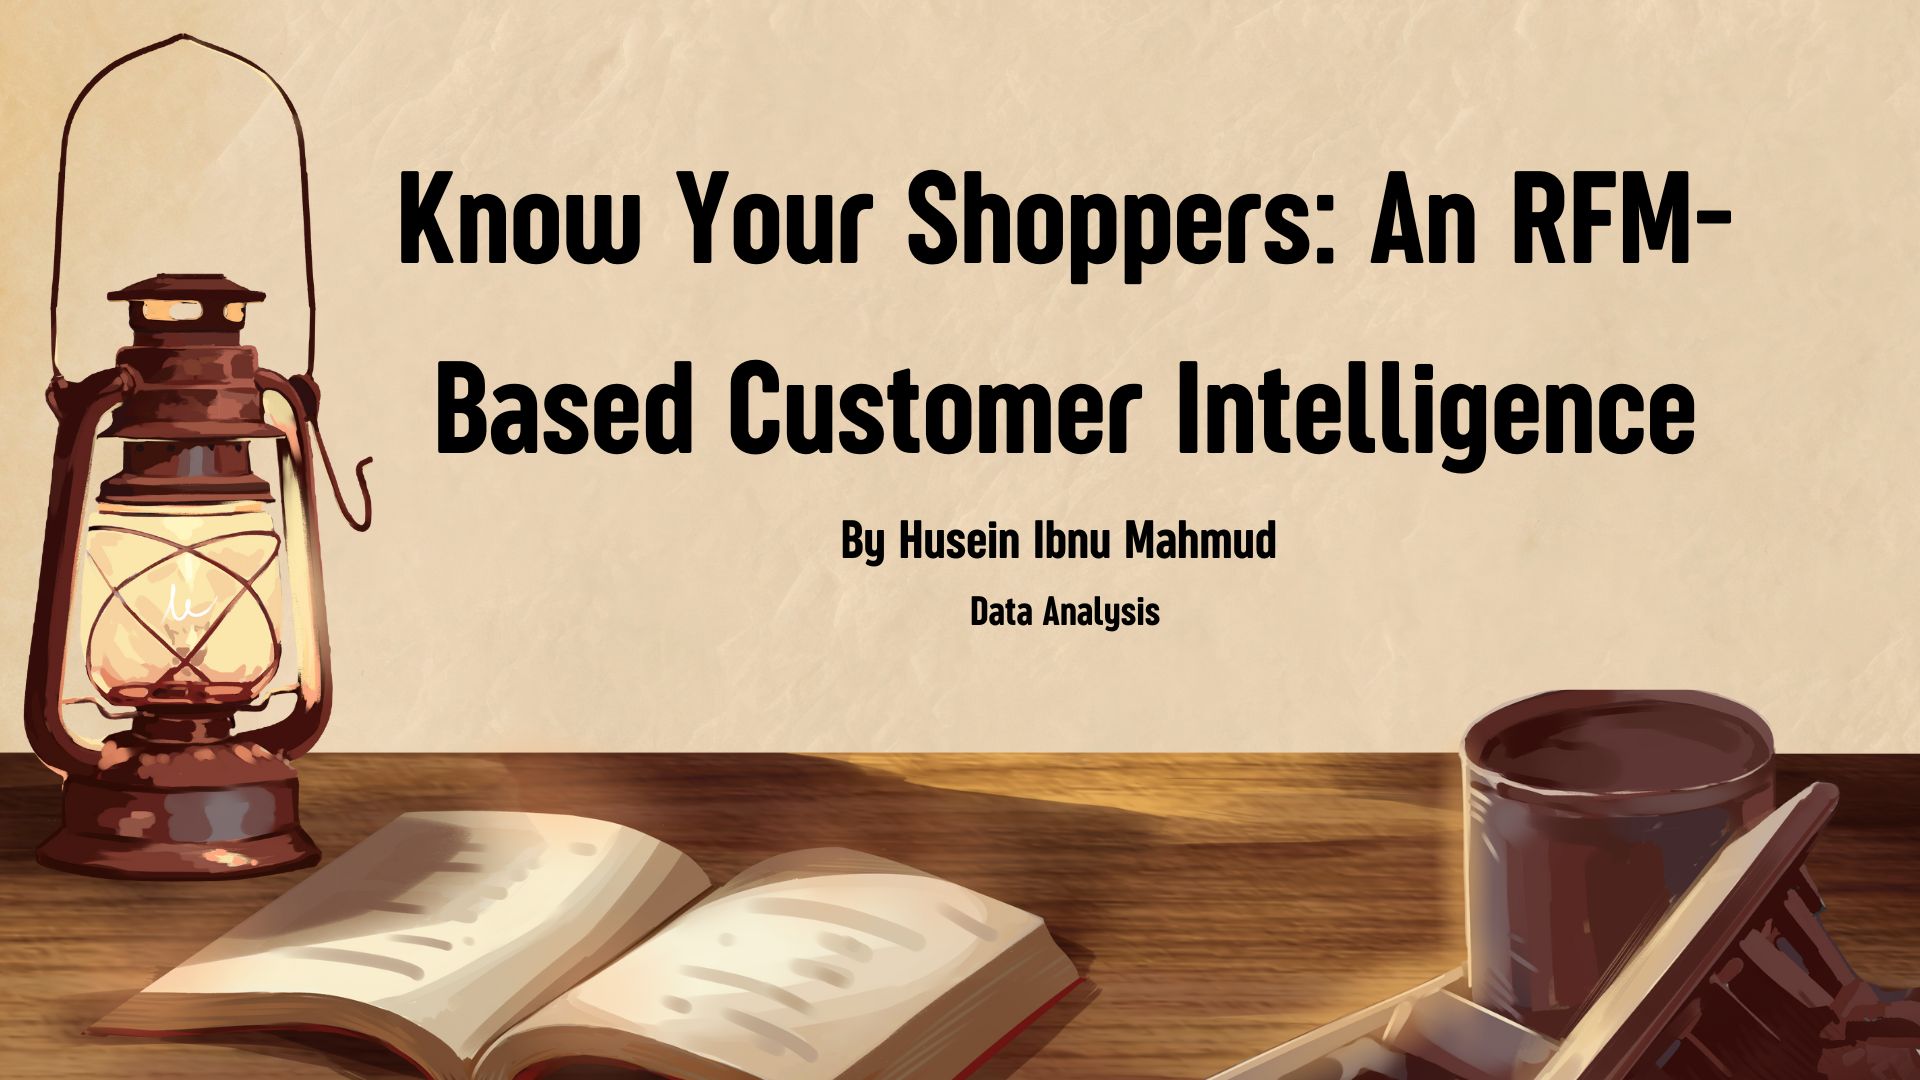 Know Your Shoppers: An RFM-
Based Customer Intelligence
By Husein Ibnu Mahmud
Data Analysis